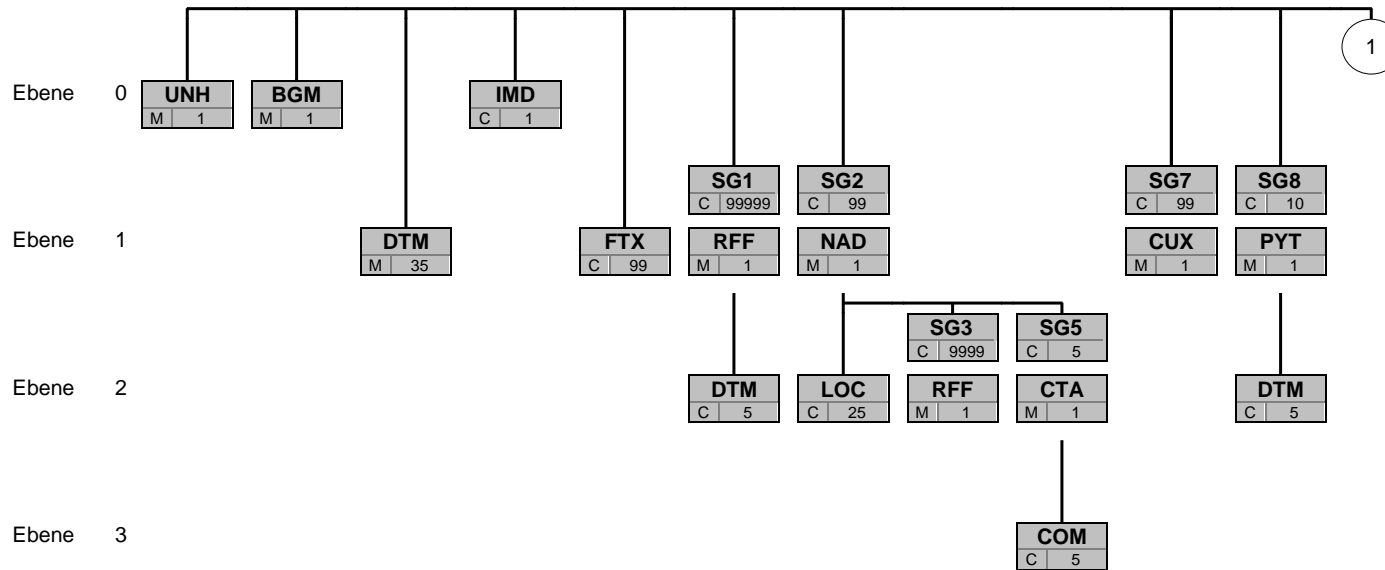 1
Ebene 0 UNH BGM IMD
M 1 M 1 C 1
SG1 SG2 SG7 SG8
C 99999 C 99 C 99 C 10
Ebene 1 DTM FTX RFF NAD CUX PYT
M 35 C 99 M 1 M 1 M 1 M 1
SG3 SG5
C 9999 C 5
Ebene 2 DTM LOC RFF CTA DTM
C 5 C 25 M 1 M 1 C 5
Ebene 3 COM
C 5